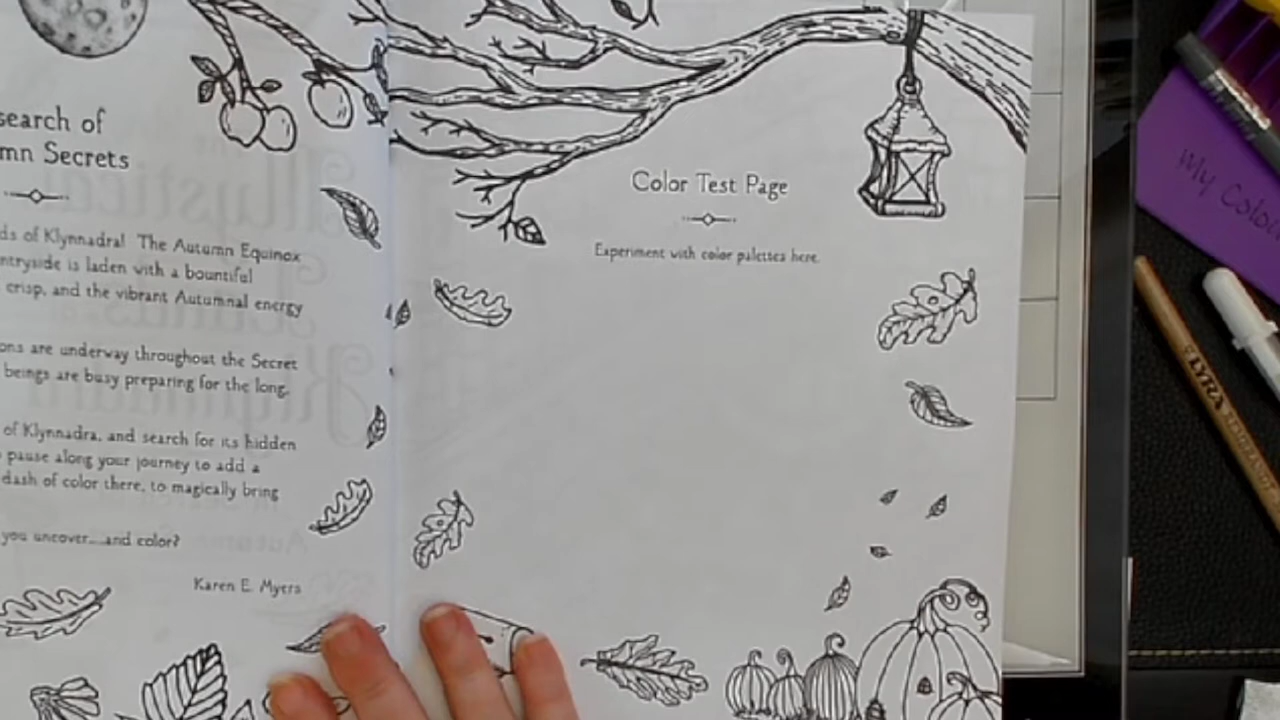 search of
mn Secrets
ds of Klynnadra! The Autumn Equinox
ntryside is laden with a bountiful
crisp, and the vibrant Autumnal energy
ons are underway throughout the Secret
beings are busy preparing for the long,
of Klynnadra, and search for its hidden
pause along your journey to add a
dash of color there, to magically bring
you uncover....and color?
Karen E. Myers
Color Test Page
Experiment with color palettes here.
My Colou
LYRA